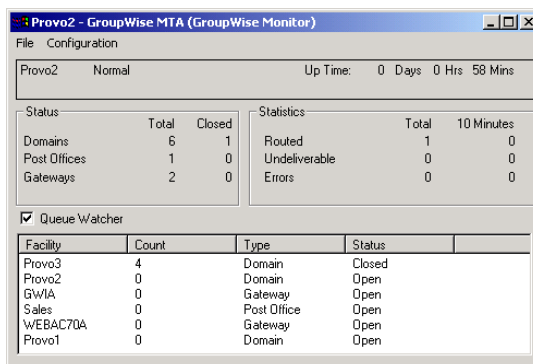 Provo2 - GroupWise MTA (GroupWise Monitor)
File Configuration
Provo2 Normal Up Time: 0 Days 0 Hrs 58 Mins
Status Statistics
Total Closed Total 10 Minutes
Domains 6 1 Routed 1 0
Post Offices 1 0 Undeliverable 0 0
Gateways 2 0 Errors 0 0
Queue Watcher
Facility Count Type Status
Provo3 4 Domain Closed
Provo2 0 Domain Open
GWIA 0 Gateway Open
Sales 0 Post Office Open
WEBAC70A 0 Gateway Open
Provo1 0 Domain Open